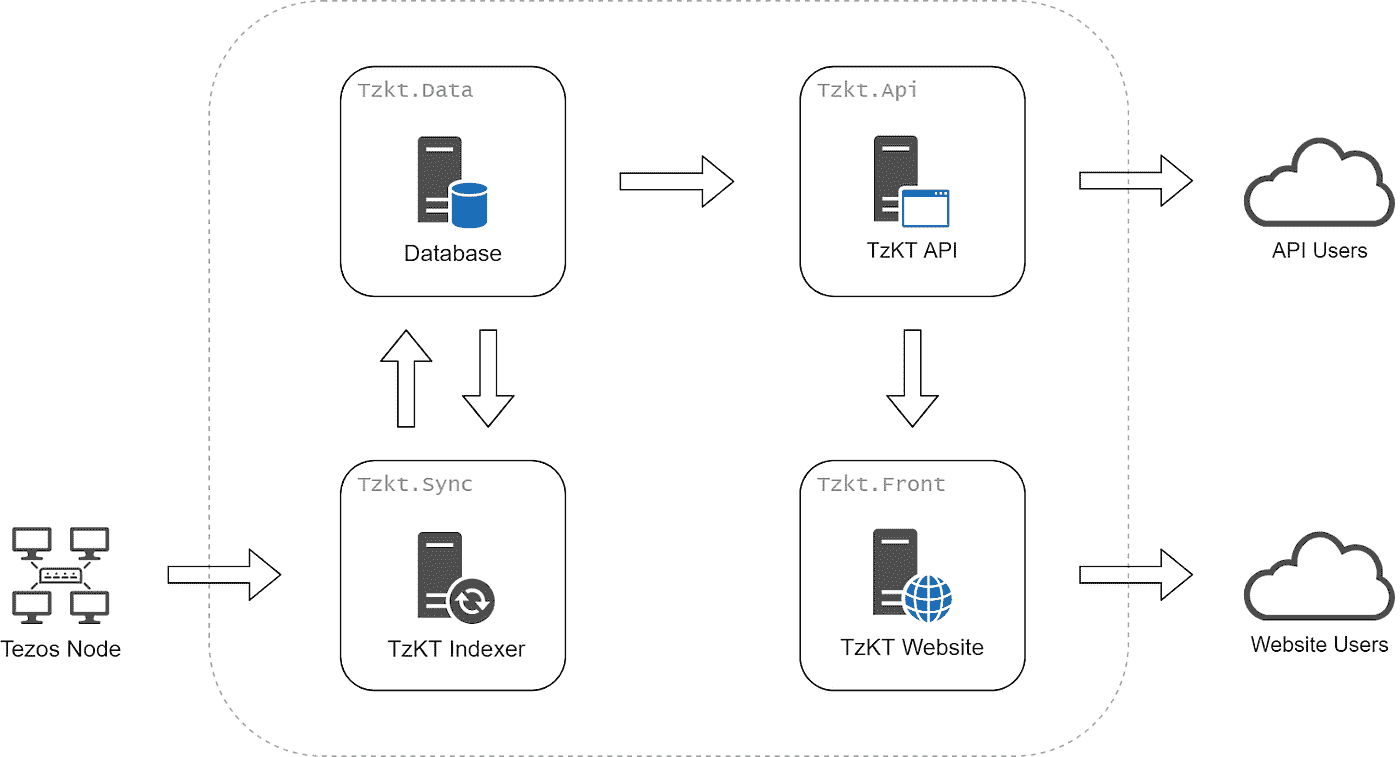 Tzkt.Data
Database
Tzkt.Api
TzKT API
API Users
Tzkt.Sync
TzKT Indexer
Tzkt.Front
TzKT Website
Tezos Node
Website Users